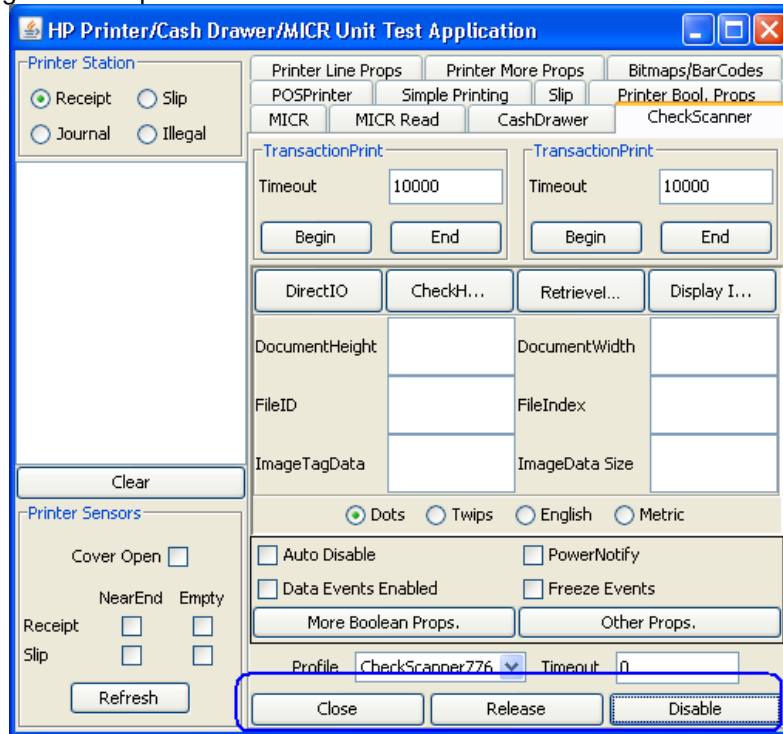 HP Printer/Cash Drawer/MICR Unit Test Application
Printer Station
Receipt Slip
Journal Illegal
Clear
Printer Sensors
Cover Open
NearEnd Empty
Receipt
Slip
Refresh
Printer Line Props Printer More Props Bitmaps/BarCodes
POSPrinter Simple Printing Slip Printer Bool. Props
MICR MICR Read CashDrawer CheckScanner
TransactionPrint TransactionPrint
Timeout 10000 Timeout 10000
Begin End Begin End
DirectIO CheckH... Retrievel... Display I...
DocumentHeight DocumentWidth
FileID FileIndex
ImageTagData ImageData Size
Dots Twips English Metric
Auto Disable PowerNotify
Data Events Enabled Freeze Events
More Boolean Props. Other Props.
Profile CheckScanner776 Timeout 0
Close Release Disable